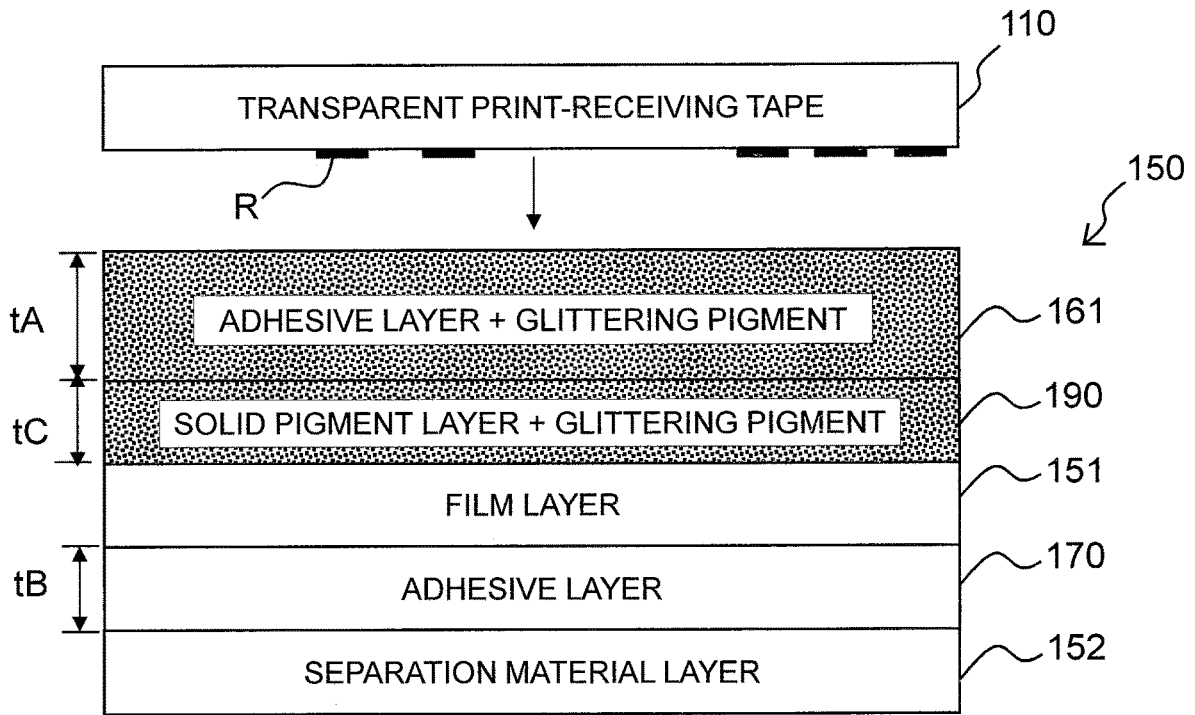 110
TRANSPARENT PRINT-RECEIVING TAPE
R
150
tA
ADHESIVE LAYER + GLITTERING PIGMENT
161
tC
SOLID PIGMENT LAYER + GLITTERING PIGMENT
190
FILM LAYER
151
tB
ADHESIVE LAYER
170
SEPARATION MATERIAL LAYER
152